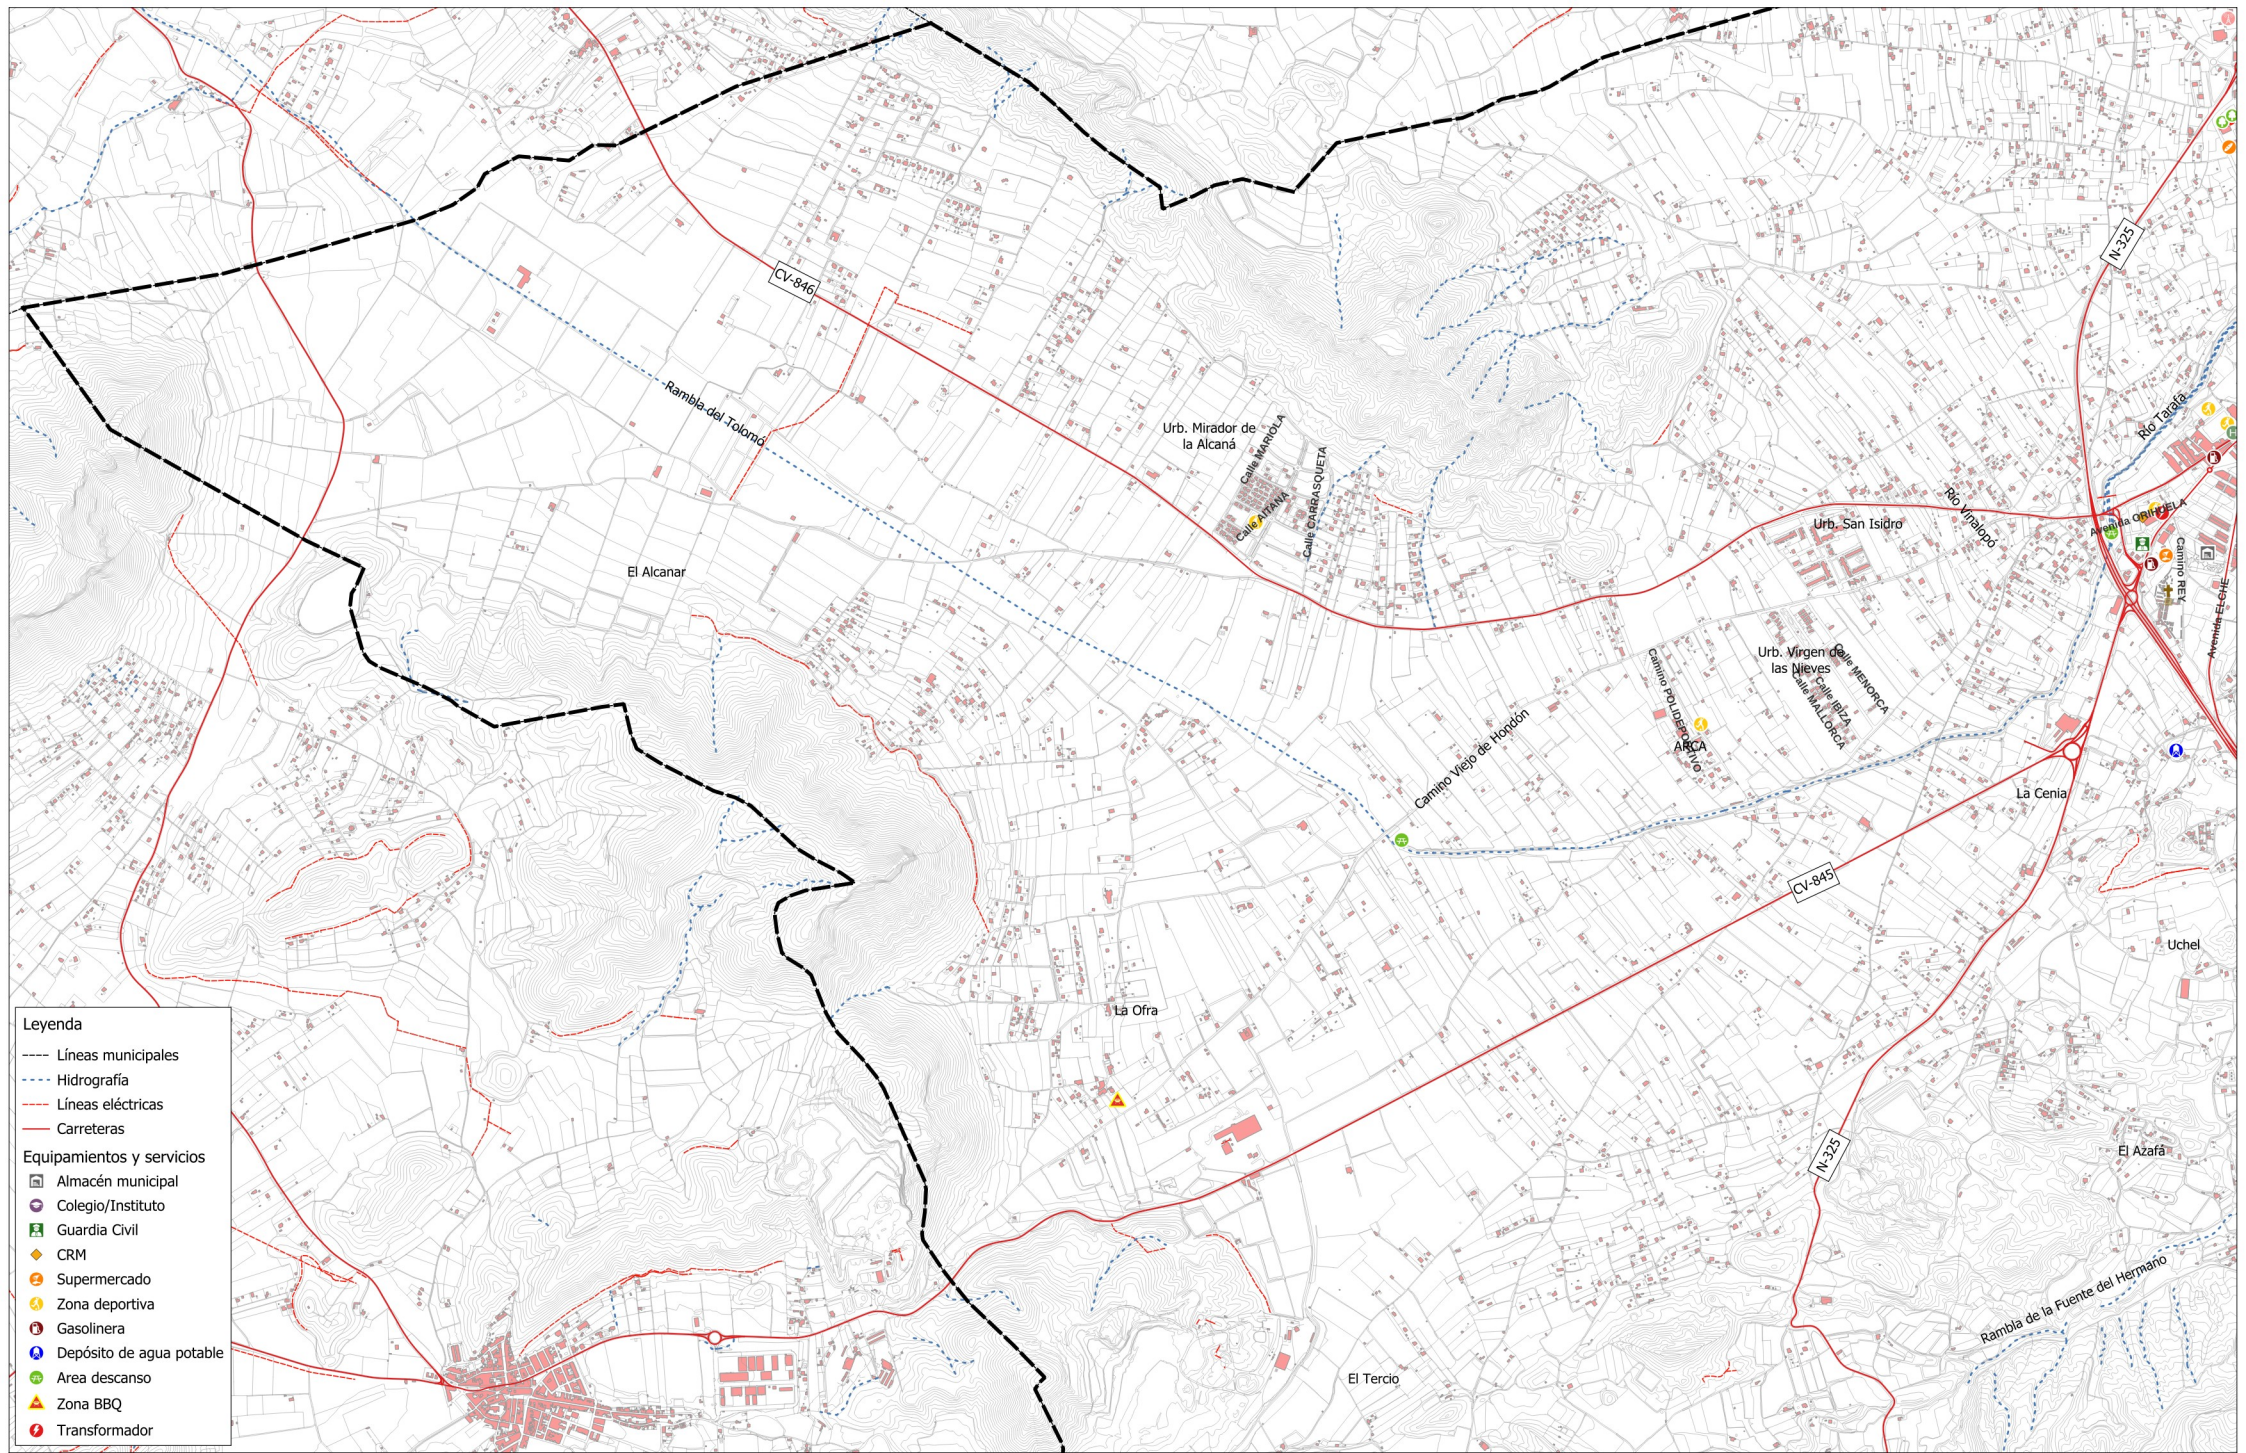 N-325
CV-846
Rambla del Tolomó
Río Tarafa
Urb. Mirador de
la Alcaná
Calle MARIOLA
Calle AITANA
Calle CARRASQUETA
Río Vinalopó
Urb. San Isidro
Avenida ORIHUELA
Camino REY
Avenida ELCHE
El Alcanar
Urb. Virgen de
las Nieves
Calle MENORCA
Calle IBIZA
Calle MALLORCA
Camino POLIDEPORTIVO
ARCA
Camino Viejo de Hondón
La Cenia
CV-845
Uchel
La Ofra
N-325
El Azafá
Rambla de la Fuente del Hermano
El Tercio
Leyenda
Líneas municipales
Hidrografía
Líneas eléctricas
Carreteras
Equipamientos y servicios
Almacén municipal
Colegio/Instituto
Guardia Civil
CRM
Supermercado
Zona deportiva
Gasolinera
Depósito de agua potable
Area descanso
Zona BBQ
Transformador